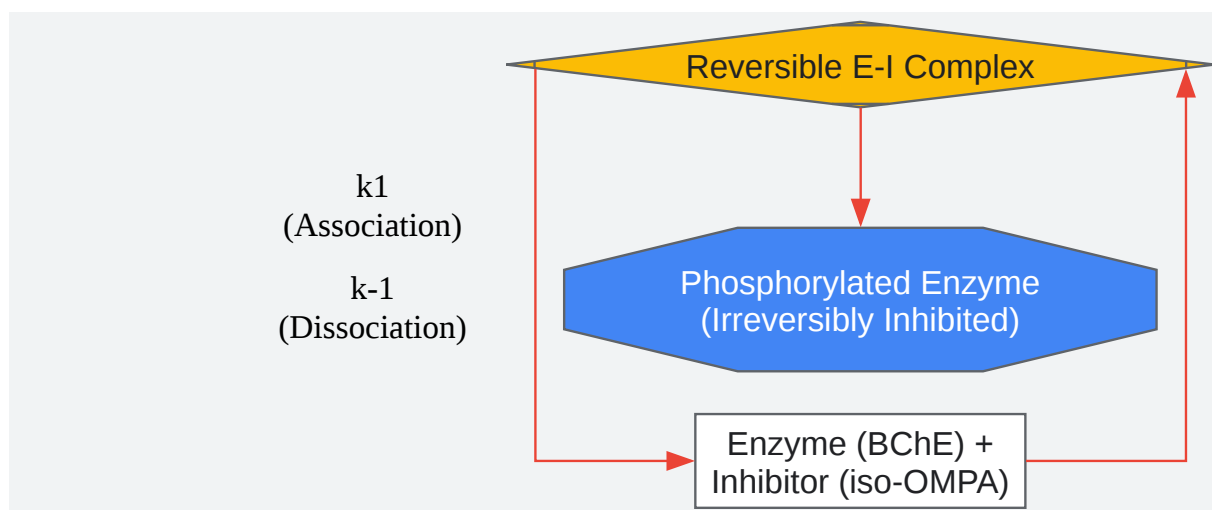 Reversible E-I Complex
k1
(Association)
k-1
(Dissociation)
Phosphorylated Enzyme
(Irreversibly Inhibited)
Enzyme (BChE) +
Inhibitor (iso-OMPA)